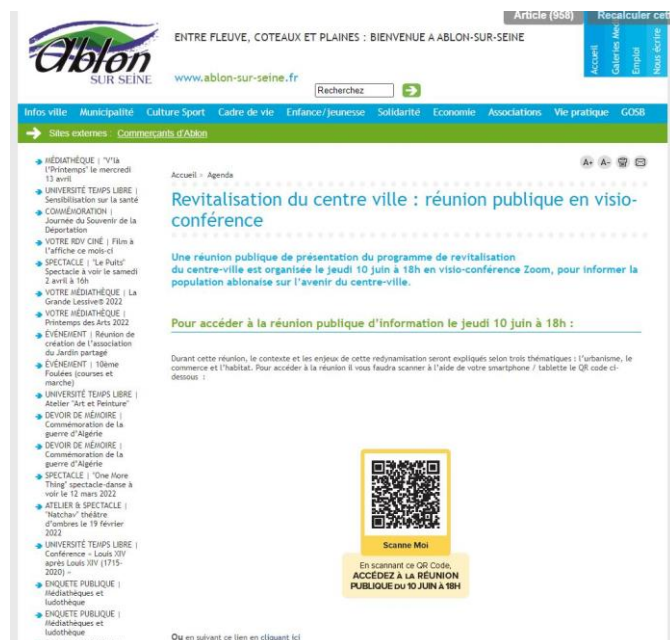 Article (958)
Recalculer cet
Ablon
SUR SEINE
ENTRE FLEUVE, COTEAUX ET PLAINES : BIENVENUE A ABLON-SUR-SEINE
www.ablon-sur-seine.fr
Recherchez
Accueil
Galeries Med
Emploi
Nous écrire
Infos ville Municipalité Culture Sport Cadre de vie Enfance/jeunesse Solidarité Economie Associations Vie pratique GOSB
Sites externes : Commerçants d'Ablon
A+ A-
MÉDIATHÈQUE | "V'là
l'Printemps" le mercredi
13 avril
UNIVERSITÉ TEMPS LIBRE |
Sensibilisation sur la santé
COMMÉMORATION |
Journée du Souvenir de la
Déportation
VOTRE RDV CINÉ | Film à
l'affiche ce mois-ci
SPECTACLE | "Le Puits"
Spectacle à voir le samedi
2 avril à 16h
VOTRE MÉDIATHÈQUE | La
Grande Lessive® 2022
VOTRE MÉDIATHÈQUE |
Printemps des Arts 2022
ÉVÉNEMENT | Réunion de
création de l'association
du Jardin partagé
ÉVÉNEMENT | 10ème
Foulées (courses et
marche)
UNIVERSITÉ TEMPS LIBRE |
Atelier "Art et Peinture"
DEVOIR DE MÉMOIRE |
Commémoration de la
guerre d'Algérie
DEVOIR DE MÉMOIRE |
Commémoration de la
guerre d'Algérie
SPECTACLE | "One More
Thing" spectacle-danse à
voir le 12 mars 2022
ATELIER & SPECTACLE |
"Natchav" théâtre
d'ombres le 19 février
2022
UNIVERSITÉ TEMPS LIBRE |
Conférence « Louis XIV
après Louis XIV (1715-
2020) »
ENQUETE PUBLIQUE |
Médiathèques et
ludothèque
ENQUETE PUBLIQUE |
Médiathèques et
ludothèque
Accueil > Agenda
Revitalisation du centre ville : réunion publique en visio-
conférence
Une réunion publique de présentation du programme de revitalisation
du centre-ville est organisée le jeudi 10 juin à 18h en visio-conférence Zoom, pour informer la
population ablonaise sur l'avenir du centre-ville.
Pour accéder à la réunion publique d'information le jeudi 10 juin à 18h :
Durant cette réunion, le contexte et les enjeux de cette redynamisation seront expliqués selon trois thématiques : l'urbanisme, le
commerce et l'habitat. Pour accéder à la réunion il vous faudra scanner à l'aide de votre smartphone / tablette le QR code ci-
dessous :
Scanne Moi
En scannant ce QR Code,
ACCÉDEZ À LA RÉUNION
PUBLIQUE DU 10 JUIN À 18H
Ou en suivant ce lien en cliquant ici